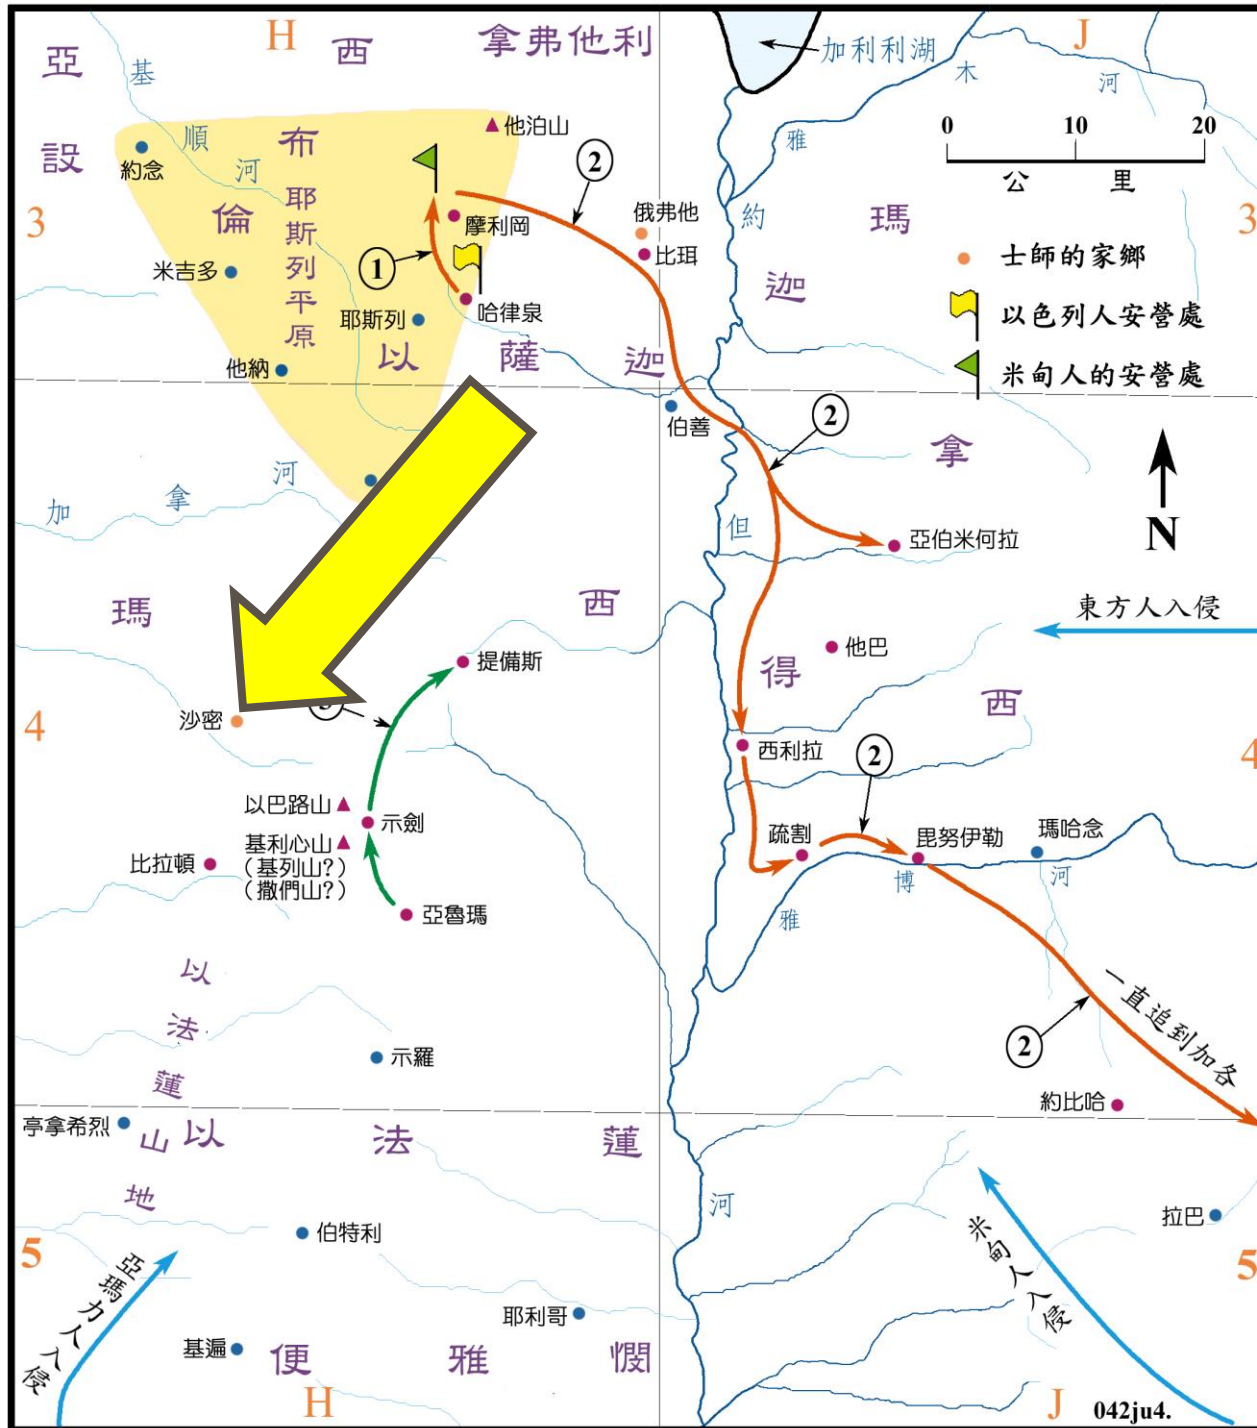 H
西
拿弗他利
J
亞設
基順河
布倫
▲他泊山
加利利湖
雅木河
0 10 20
公里
約念
3
耶斯列平原
2
1
摩利岡
俄弗他
比珥
約
瑪拿西
3
米吉多
耶斯列
哈律泉
迦得
士師的家鄉
以色列人安營處
米甸人的安營處
他納
以薩迦
伯善
2
N
加拿河
但
亞伯米何拉
瑪
西
東方人入侵
提備斯
他巴
沙密
4
4
西利拉
2
以巴路山▲
示劍
基利心山▲
(基列山?)
(撒們山?)
比拉頓
疏割
毘努伊勒
瑪哈念
雅博河
亞魯瑪
以法蓮山地
示羅
2
一直追到加各
約比哈
亭拿希烈
以法蓮
河
拉巴
5
5
伯特利
亞瑪力人入侵
米甸人入侵
耶利哥
基遍
便雅憫
H
J
042ju4.